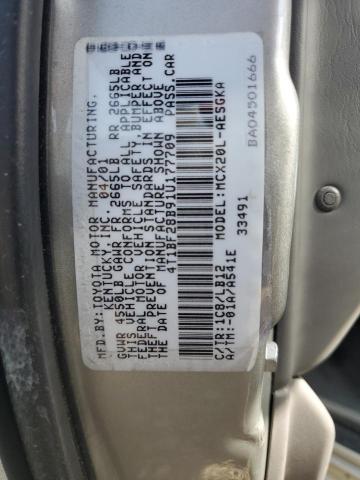 MFD.BY:TOYOTA MOTOR MANUFACTURING,
KENTUCKY,INC. 04/01
GVWR 4550LB GAWR FR 2665LB RR 2665LB
THIS VEHICLE CONFORMS TO ALL APPLICABLE
FEDERAL MOTOR VEHICLE SAFETY,BUMPER,AND
THEFT PREVENTION STANDARDS IN EFFECT ON
THE DATE OF MANUFACTURE SHOWN ABOVE
4T1BF28B91U177709 PASS.CAR
C/TR:1C8/LB12 MODEL:MCX20L-AESGKA
A/TM:-01A/A541E 33491
BA04501666